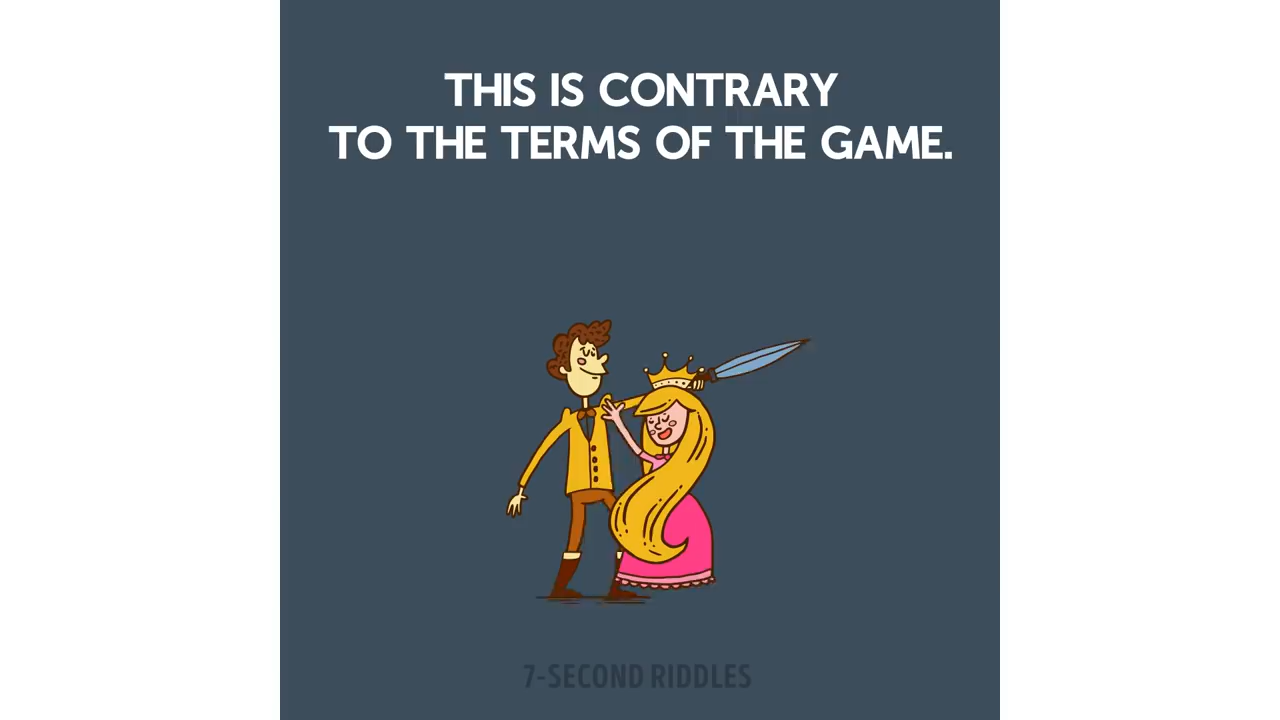 THIS IS CONTRARY
TO THE TERMS OF THE GAME.
7-SECOND RIDDLES